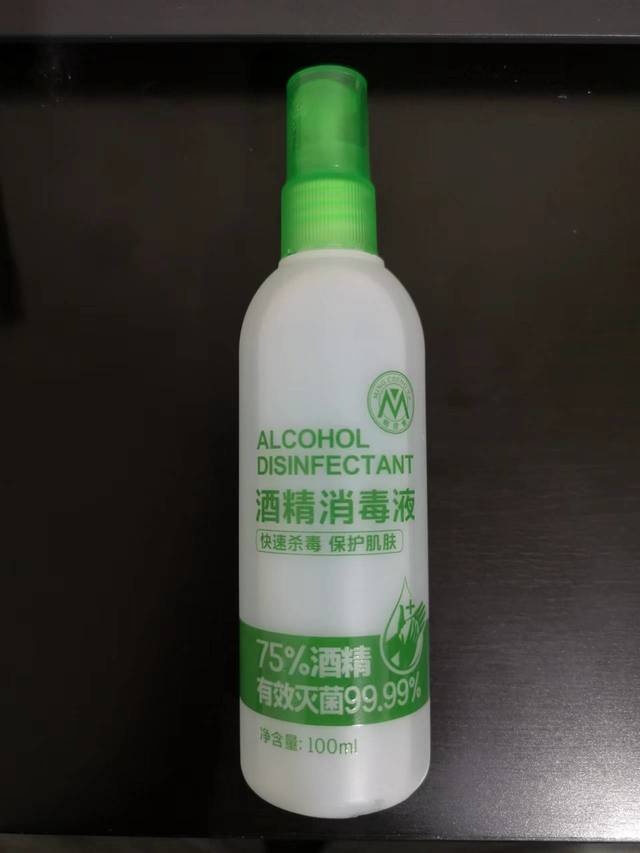 ALCOHOL
DISINFECTANT
酒精消毒液
快速杀毒 保护肌肤
75%酒精
有效灭菌99.99%
净含量: 100ml